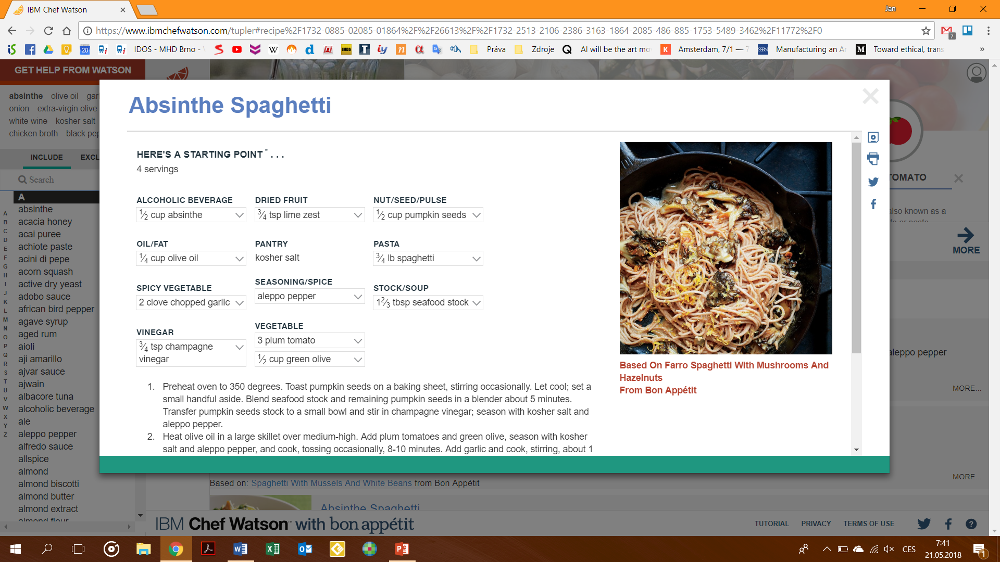 IBM Chef Watson
Jan
https://www.ibmchefwatson.com/tupler#recipe%2F1732-0885-02085-01864%2F%2F26613%2F%2F1732-2513-2106-2386-3163-1864-2085-486-885-1753-5489-3462%2F11772%2F0
7
20
IDOS - MHD Brno -
IMDb
Práva
Zdroje
AI will be the art mo
Amsterdam, 7/1 — 7
SSRN
Manufacturing an Ar
Toward ethical, trans
»
GET HELP FROM WATSON
absinthe olive oil gar
onion extra-virgin olive
white wine kosher salt
chicken broth black pep
INCLUDE EXCL
Search
A
absinthe
acacia honey
acai puree
achiote paste
acini di pepe
acorn squash
active dry yeast
adobo sauce
african bird pepper
agave syrup
aged rum
aioli
aji amarillo
ajvar sauce
ajwain
albacore tuna
alcoholic beverage
ale
aleppo pepper
alfredo sauce
allspice
almond
almond biscotti
almond butter
almond extract
almond flour
A
B
C
D
E
F
G
H
I
J
K
L
M
N
O
P
Q
R
S
T
U
V
W
X
Y
Z
Absinthe Spaghetti
HERE'S A STARTING POINT * . . .
4 servings
ALCOHOLIC BEVERAGE DRIED FRUIT NUT/SEED/PULSE
½ cup absinthe ¾ tsp lime zest ½ cup pumpkin seeds
OIL/FAT PANTRY PASTA
¼ cup olive oil kosher salt ¾ lb spaghetti
SPICY VEGETABLE SEASONING/SPICE STOCK/SOUP
2 clove chopped garlic aleppo pepper 1⅔ tbsp seafood stock
VINEGAR VEGETABLE
¾ tsp champagne vinegar 3 plum tomato
½ cup green olive
1. Preheat oven to 350 degrees. Toast pumpkin seeds on a baking sheet, stirring occasionally. Let cool; set a
small handful aside. Blend seafood stock and remaining pumpkin seeds in a blender about 5 minutes.
Transfer pumpkin seeds stock to a small bowl and stir in champagne vinegar; season with kosher salt and
aleppo pepper.
2. Heat olive oil in a large skillet over medium-high. Add plum tomatoes and green olive, season with kosher
salt and aleppo pepper, and cook, tossing occasionally, 8-10 minutes. Add garlic and cook, stirring, about 1
Based On Farro Spaghetti With Mushrooms And
Hazelnuts
From Bon Appétit
TOMATO
also known as a
MORE
aleppo pepper
MORE...
MORE...
Based on: Spaghetti With Mussels And White Beans from Bon Appétit
Absinthe Spaghetti
IBM Chef Watson™ with bon appétit
TUTORIAL PRIVACY TERMS OF USE
CES
7:41
21.05.2018
1